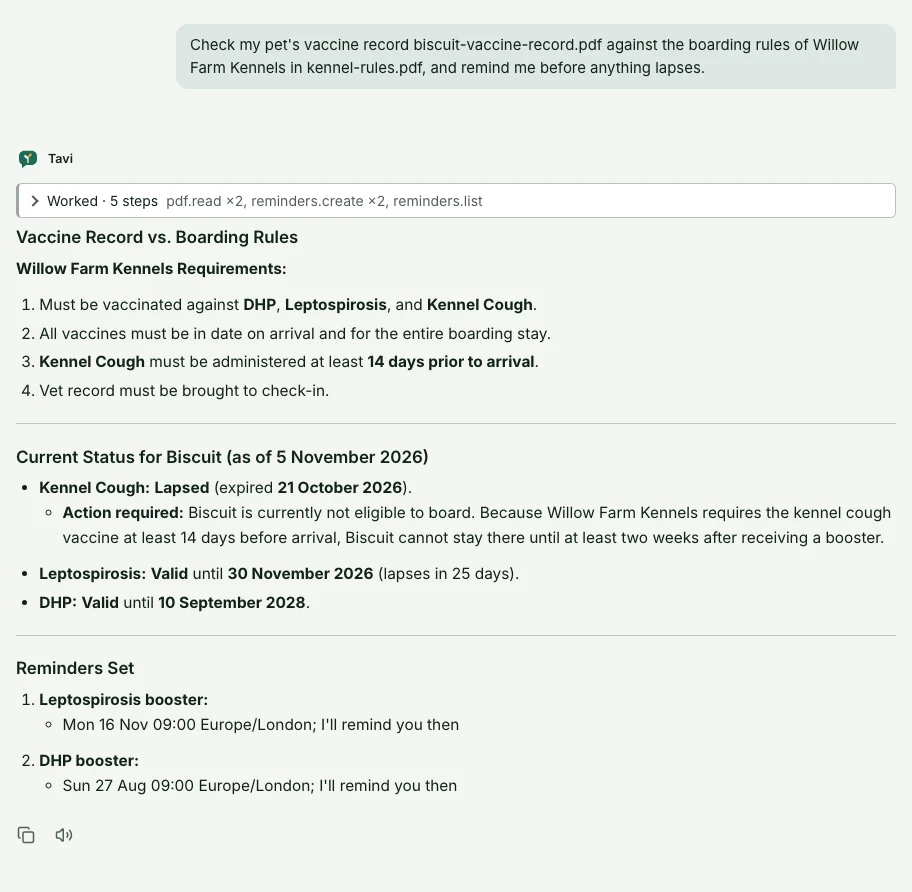 Check my pet's vaccine record biscuit-vaccine-record.pdf against the boarding rules of Willow
Farm Kennels in kennel-rules.pdf, and remind me before anything lapses.
Tavi
Worked · 5 steps pdf.read ×2, reminders.create ×2, reminders.list
Vaccine Record vs. Boarding Rules
Willow Farm Kennels Requirements:
1. Must be vaccinated against DHP, Leptospirosis, and Kennel Cough.
2. All vaccines must be in date on arrival and for the entire boarding stay.
3. Kennel Cough must be administered at least 14 days prior to arrival.
4. Vet record must be brought to check-in.
Current Status for Biscuit (as of 5 November 2026)
• Kennel Cough: Lapsed (expired 21 October 2026).
◦ Action required: Biscuit is currently not eligible to board. Because Willow Farm Kennels requires the kennel cough
vaccine at least 14 days before arrival, Biscuit cannot stay there until at least two weeks after receiving a booster.
• Leptospirosis: Valid until 30 November 2026 (lapses in 25 days).
• DHP: Valid until 10 September 2028.
Reminders Set
1. Leptospirosis booster:
◦ Mon 16 Nov 09:00 Europe/London; I'll remind you then
2. DHP booster:
◦ Sun 27 Aug 09:00 Europe/London; I'll remind you then